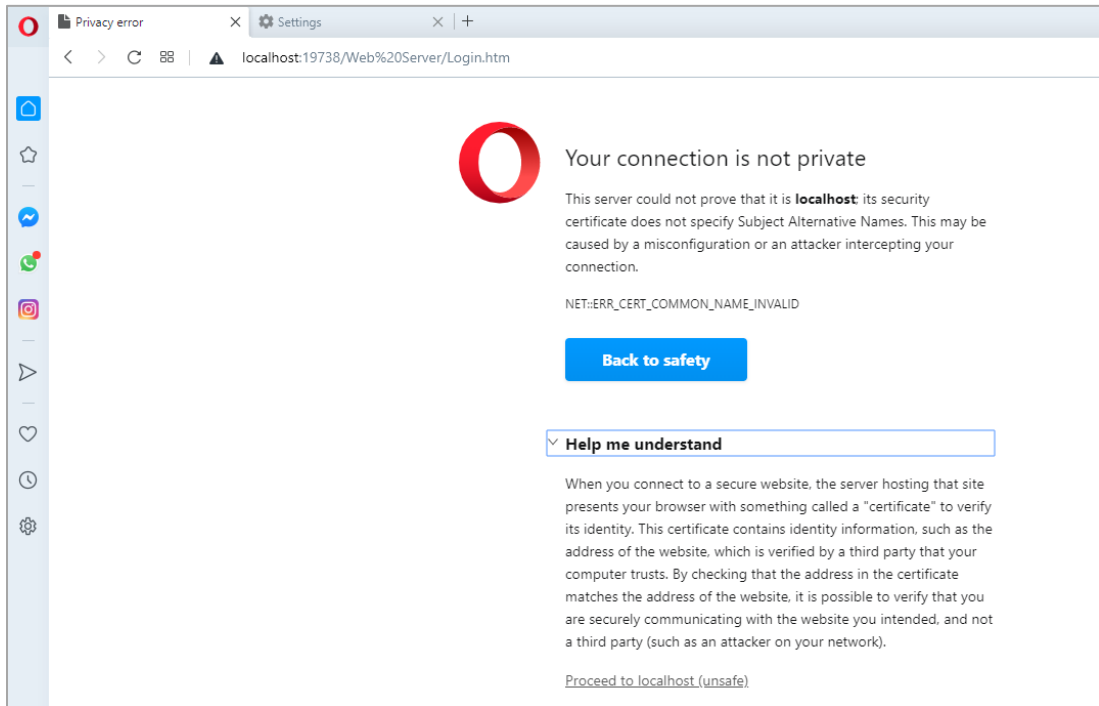 Privacy error
Settings
localhost:19738/Web%20Server/Login.htm
Your connection is not private
This server could not prove that it is localhost; its security
certificate does not specify Subject Alternative Names. This may be
caused by a misconfiguration or an attacker intercepting your
connection.
NET::ERR_CERT_COMMON_NAME_INVALID
Back to safety
Help me understand
When you connect to a secure website, the server hosting that site
presents your browser with something called a "certificate" to verify
its identity. This certificate contains identity information, such as the
address of the website, which is verified by a third party that your
computer trusts. By checking that the address in the certificate
matches the address of the website, it is possible to verify that you
are securely communicating with the website you intended, and not
a third party (such as an attacker on your network).
Proceed to localhost (unsafe)